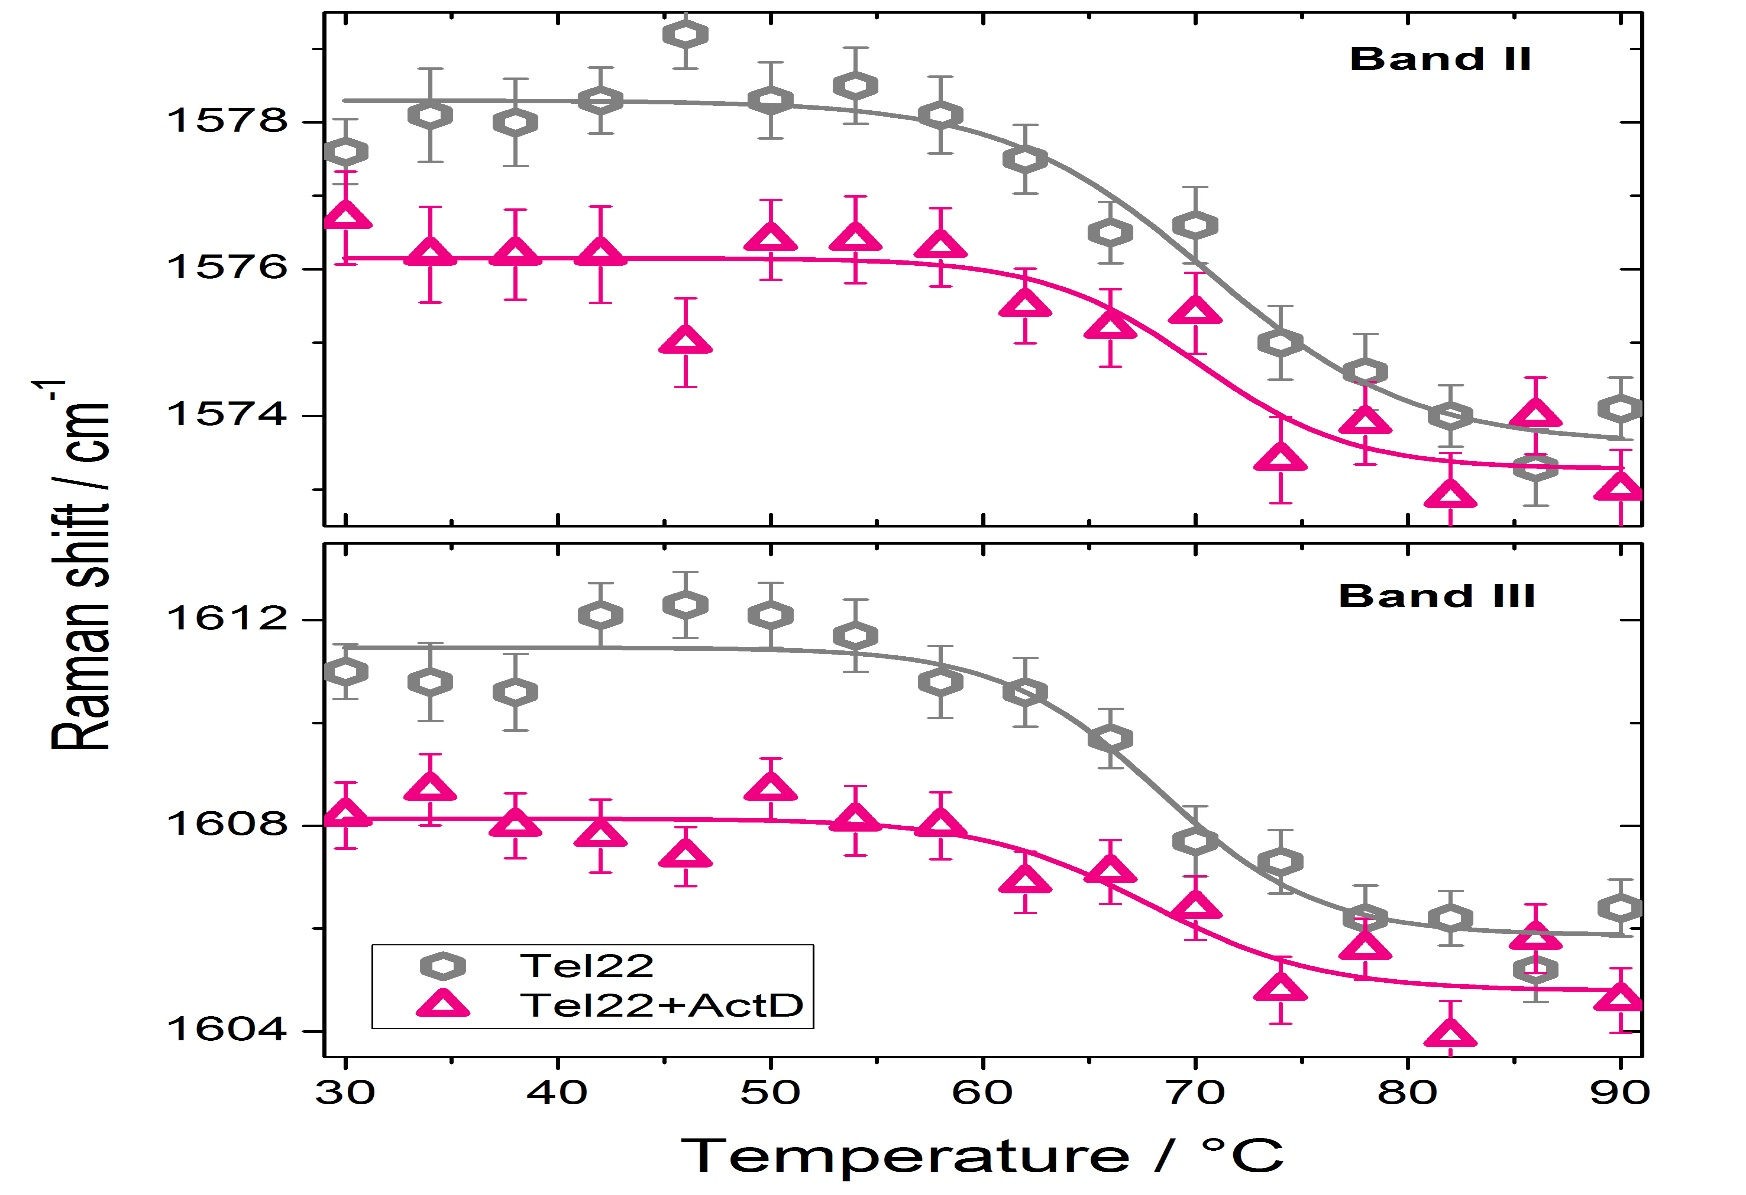 Band II
1578
1576
1574
Raman shift / cm⁻¹
Band III
1612
1608
1604
Tel22
Tel22+ActD
30 40 50 60 70 80 90
Temperature / °C